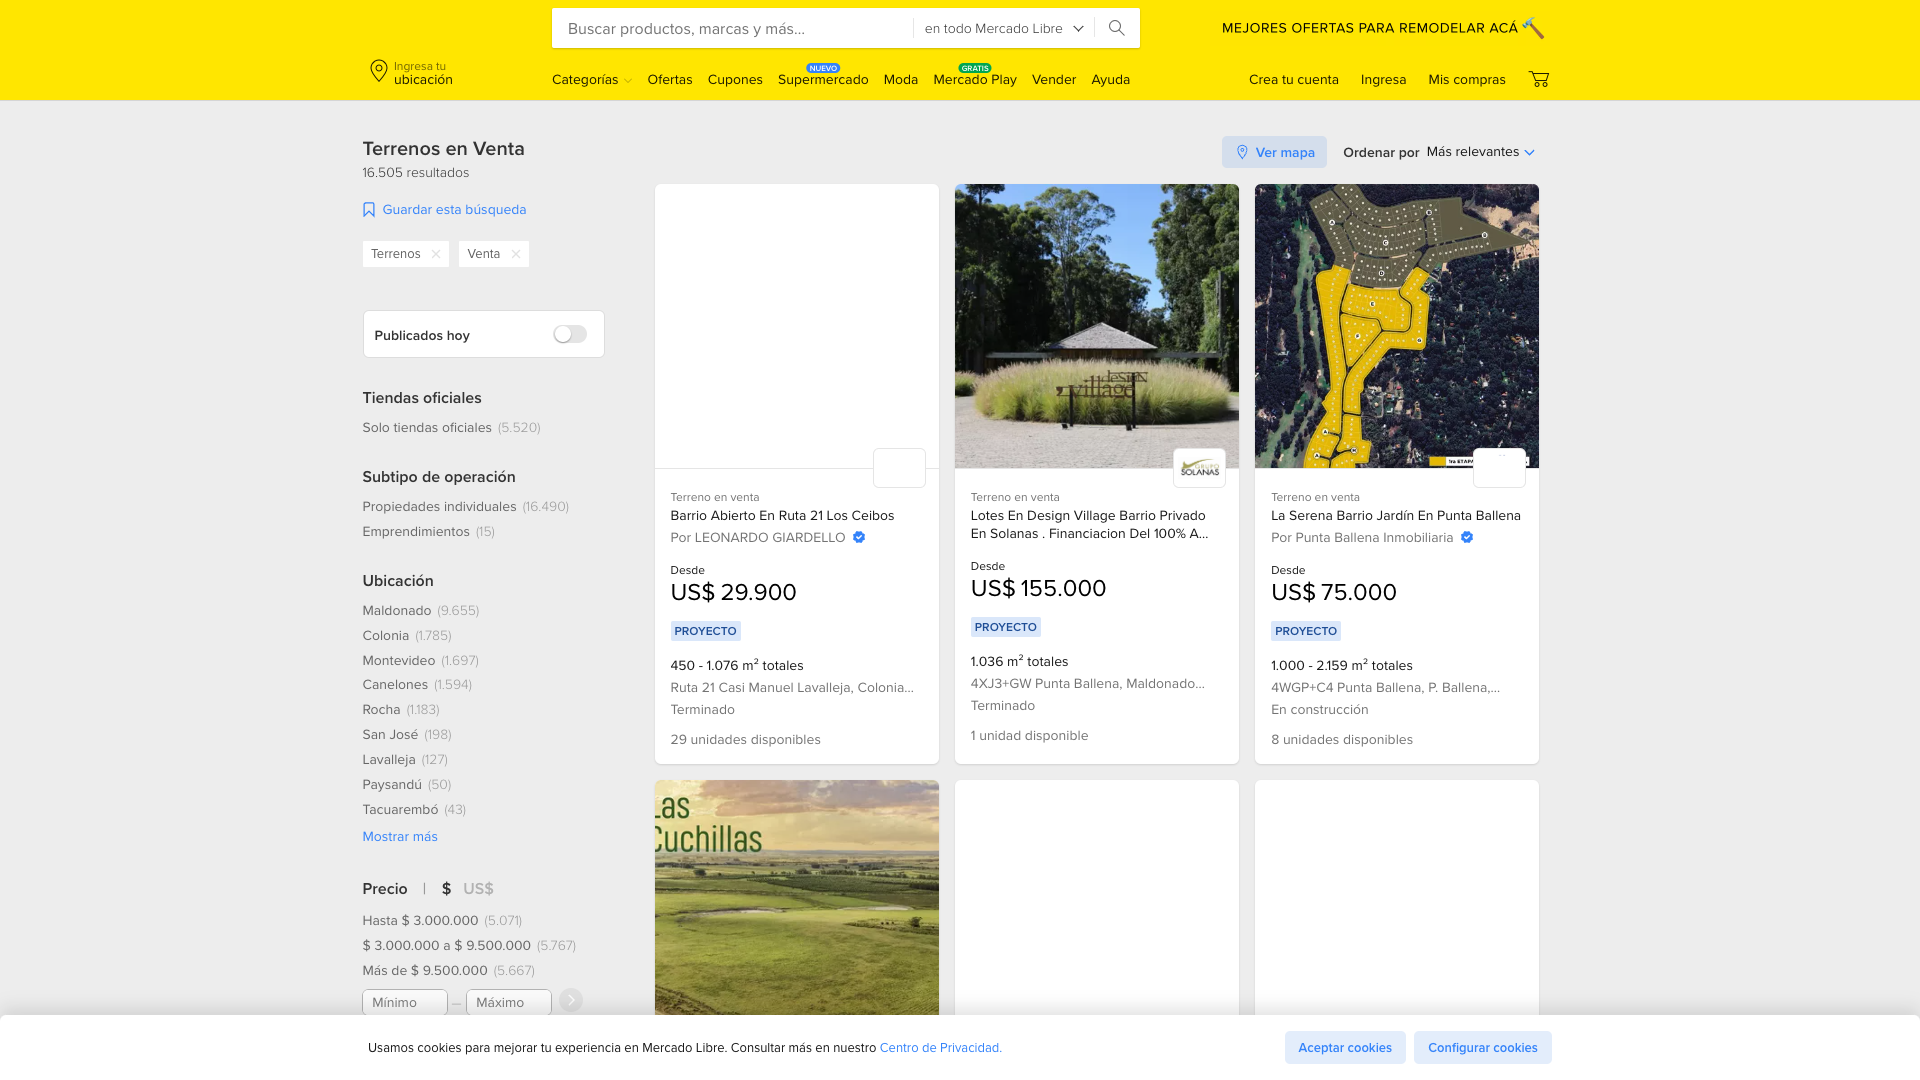 Buscar productos, marcas y más...
en todo Mercado Libre
MEJORES OFERTAS PARA REMODELAR ACÁ
Ingresa tu
ubicación
Categorías
Ofertas
Cupones
NUEVO
Supermercado
Moda
GRATIS
Mercado Play
Vender
Ayuda
Crea tu cuenta
Ingresa
Mis compras
Terrenos en Venta
16.505 resultados
Guardar esta búsqueda
Terrenos
Venta
Publicados hoy
Tiendas oficiales
Solo tiendas oficiales (5.520)
Subtipo de operación
Propiedades individuales (16.490)
Emprendimientos (15)
Ubicación
Maldonado (9.655)
Colonia (1.785)
Montevideo (1.697)
Canelones (1.594)
Rocha (1.183)
San José (198)
Lavalleja (127)
Paysandú (50)
Tacuarembó (43)
Mostrar más
Precio | $ US$
Hasta $ 3.000.000 (5.071)
$ 3.000.000 a $ 9.500.000 (5.767)
Más de $ 9.500.000 (5.667)
Mínimo — Máximo
Ver mapa
Ordenar por Más relevantes
Terreno en venta
Barrio Abierto En Ruta 21 Los Ceibos
Por LEONARDO GIARDELLO
Desde
US$ 29.900
PROYECTO
450 - 1.076 m² totales
Ruta 21 Casi Manuel Lavalleja, Colonia...
Terminado
29 unidades disponibles
design
village
GRUPO
SOLANAS
Terreno en venta
Lotes En Design Village Barrio Privado
En Solanas . Financiacion Del 100% A...
Desde
US$ 155.000
PROYECTO
1.036 m² totales
4XJ3+GW Punta Ballena, Maldonado...
Terminado
1 unidad disponible
1ra ETAPA
Terreno en venta
La Serena Barrio Jardín En Punta Ballena
Por Punta Ballena Inmobiliaria
Desde
US$ 75.000
PROYECTO
1.000 - 2.159 m² totales
4WGP+C4 Punta Ballena, P. Ballena,...
En construcción
8 unidades disponibles
Las
Cuchillas
Usamos cookies para mejorar tu experiencia en Mercado Libre. Consultar más en nuestro Centro de Privacidad.
Aceptar cookies
Configurar cookies